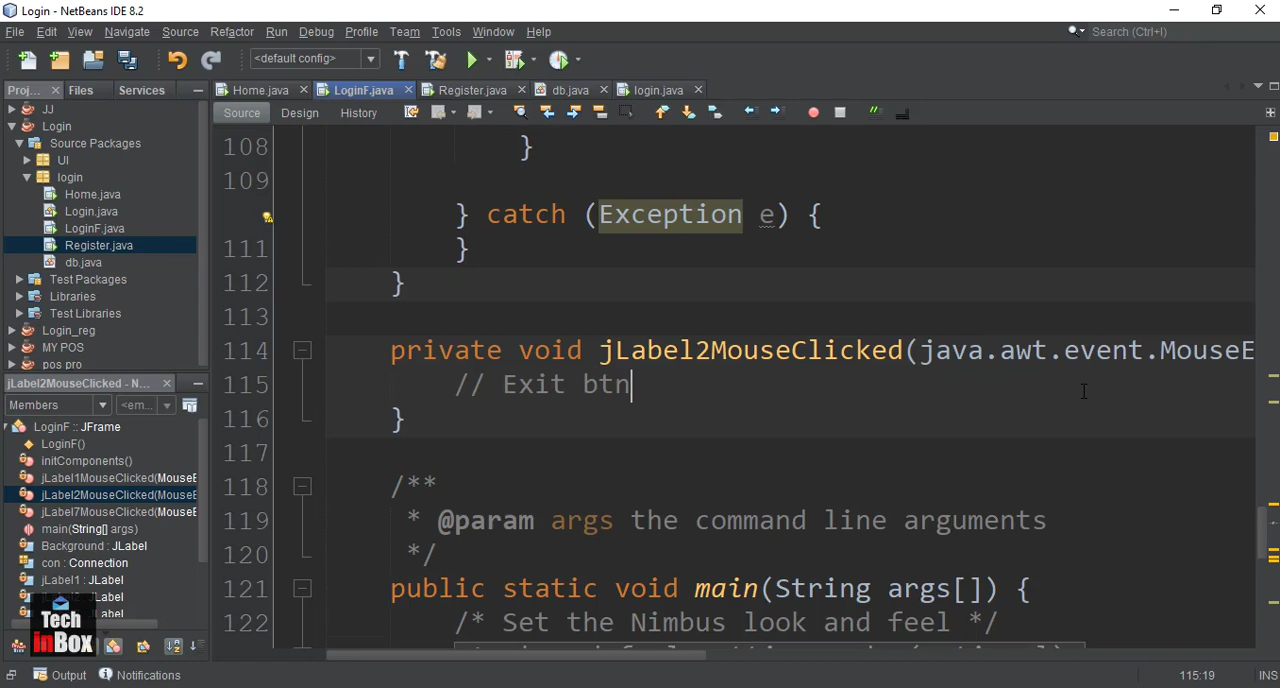 Login - NetBeans IDE 8.2
File Edit View Navigate Source Refactor Run Debug Profile Team Tools Window Help
Search (Ctrl+I)
<default config>
Proj... Files Services
Home.java LoginF.java Register.java db.java login.java
Source Design History
JJ
Login
Source Packages
UI
login
Home.java
Login.java
LoginF.java
Register.java
db.java
Test Packages
Libraries
Test Libraries
Login_reg
MY POS
pos pro
108 }
109
} catch (Exception e) {
111 }
112 }
113
114 private void jLabel2MouseClicked(java.awt.event.MouseE
115 // Exit btn
116 }
117
118 /**
119 * @param args the command line arguments
120 */
121 public static void main(String args[]) {
122 /* Set the Nimbus look and feel */
jLabel2MouseClicked - N...
Members <em...
LoginF :: JFrame
LoginF()
initComponents()
jLabel1MouseClicked(MouseE
jLabel2MouseClicked(MouseE
jLabel7MouseClicked(MouseE
main(String[] args)
Background : JLabel
con : Connection
jLabel1 : JLabel
Tech
inBox
Output Notifications
115:19 INS